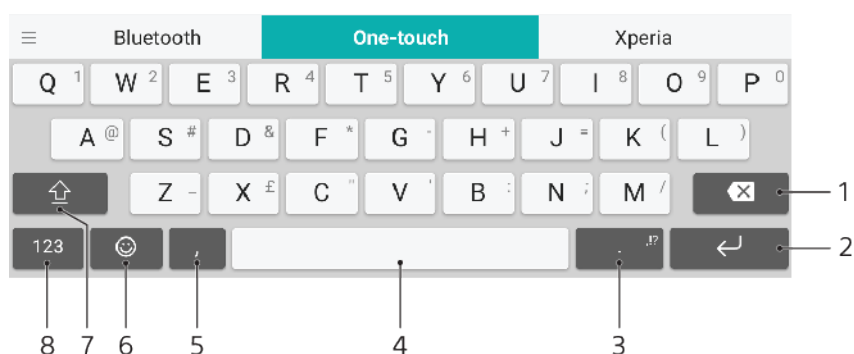 Bluetooth One-touch Xperia
Q 1 W 2 E 3 R 4 T 5 Y 6 U 7 I 8 O 9 P 0
A @ S # D & F * G - H + J = K ( L )
Z _ X £ C " V ' B : N ; M / 1
123 , . ,!? 2
8 7 6 5 4 3